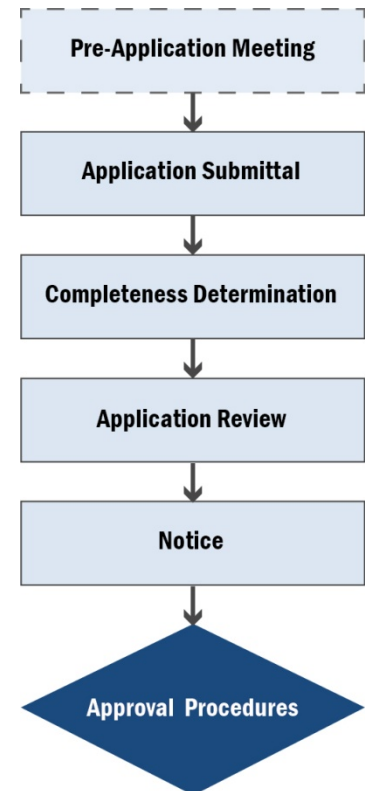 Pre-Application Meeting
Application Submittal
Completeness Determination
Application Review
Notice
Approval Procedures